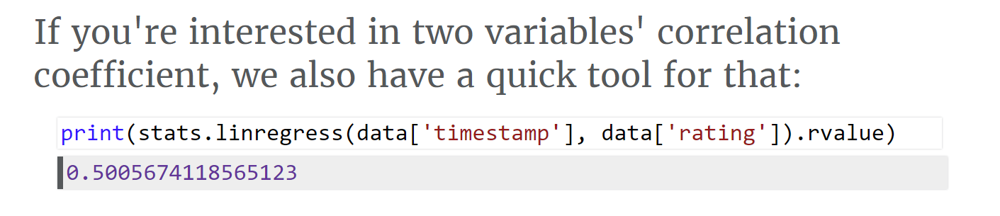 If you're interested in two variables' correlation
coefficient, we also have a quick tool for that:
print(stats.linregress(data['timestamp'], data['rating']).rvalue)
0.5005674118565123